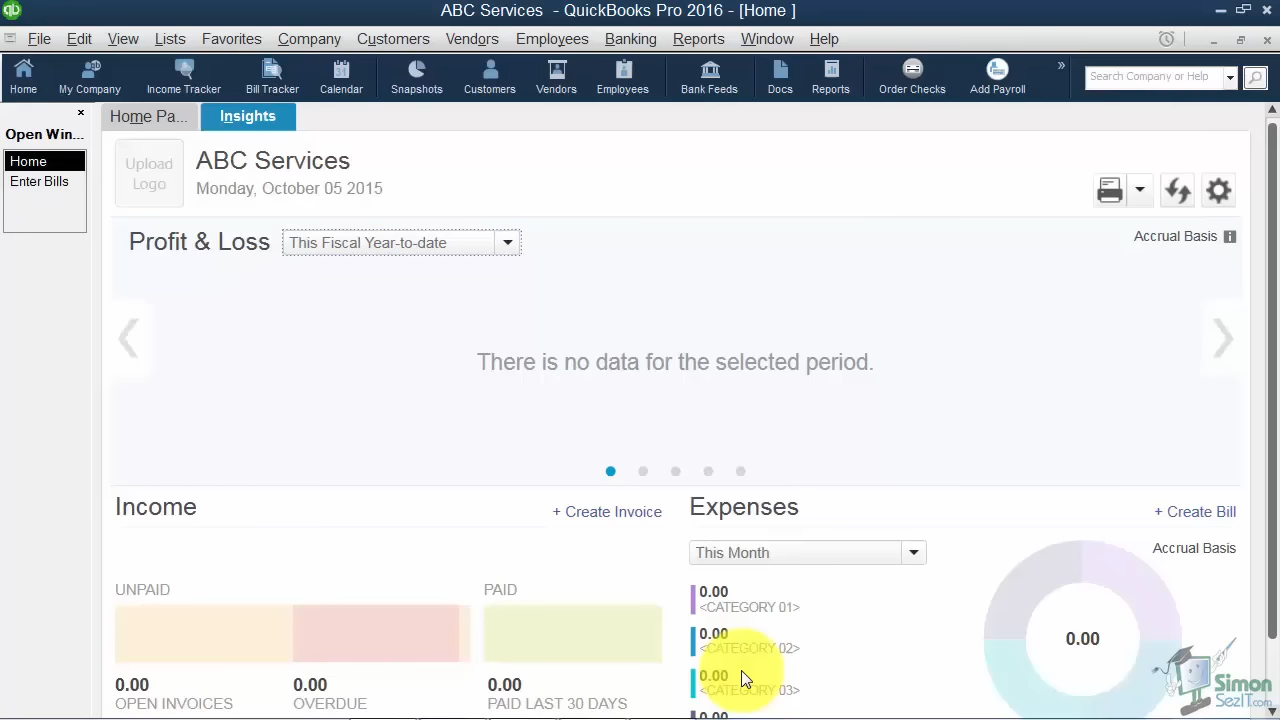 ABC Services - QuickBooks Pro 2016 - [Home ]
File Edit View Lists Favorites Company Customers Vendors Employees Banking Reports Window Help
Home My Company Income Tracker Bill Tracker Calendar Snapshots Customers Vendors Employees Bank Feeds Docs Reports Order Checks Add Payroll » Search Company or Help
Open Win...
Home
Enter Bills
Home Pa... Insights
Upload Logo
ABC Services
Monday, October 05 2015
Profit & Loss This Fiscal Year-to-date Accrual Basis
There is no data for the selected period.
Income + Create Invoice
UNPAID PAID
0.00 0.00 0.00
OPEN INVOICES OVERDUE PAID LAST 30 DAYS
Expenses + Create Bill
This Month Accrual Basis
0.00
<CATEGORY 01>
0.00
<CATEGORY 02>
0.00
<CATEGORY 03>
0.00
0.00
Simon
SezIT.com